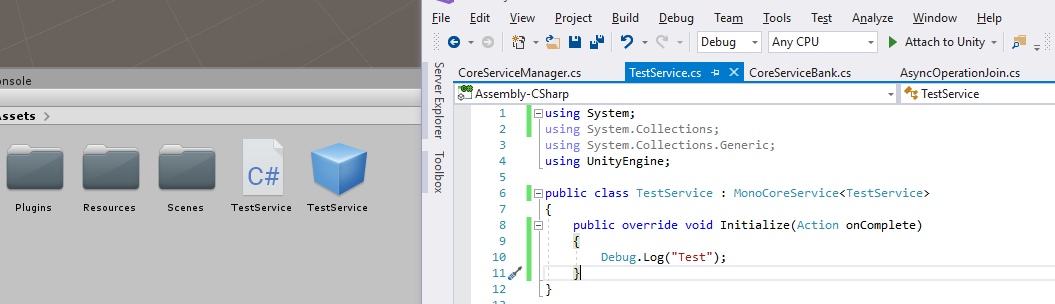 onsole
Assets >
C#
Plugins
Resources
Scenes
TestService
TestService
File Edit View Project Build Debug Team Tools Test Analyze Window Help
Debug Any CPU Attach to Unity
Server Explorer
Toolbox
CoreServiceManager.cs TestService.cs CoreServiceBank.cs AsyncOperationJoin.cs
Assembly-CSharp TestService
1 using System;
2 using System.Collections;
3 using System.Collections.Generic;
4 using UnityEngine;
5
6 public class TestService : MonoCoreService<TestService>
7 {
8 public override void Initialize(Action onComplete)
9 {
10 Debug.Log("Test");
11 }
12 }